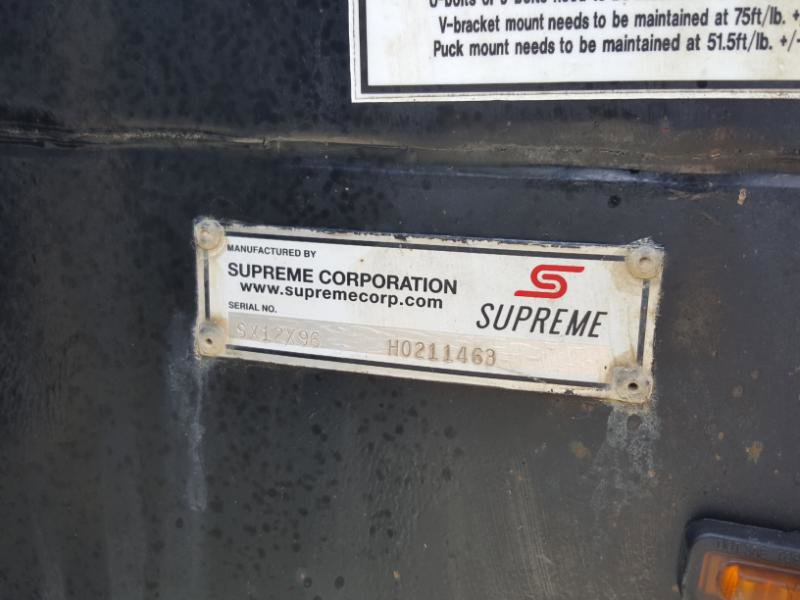 V-bracket mount needs to be maintained at 75ft/lb. +
Puck mount needs to be maintained at 51.5ft/lb. +/-
MANUFACTURED BY
SUPREME CORPORATION
www.supremecorp.com
SUPREME
SERIAL NO.
SX12X96 H0211463